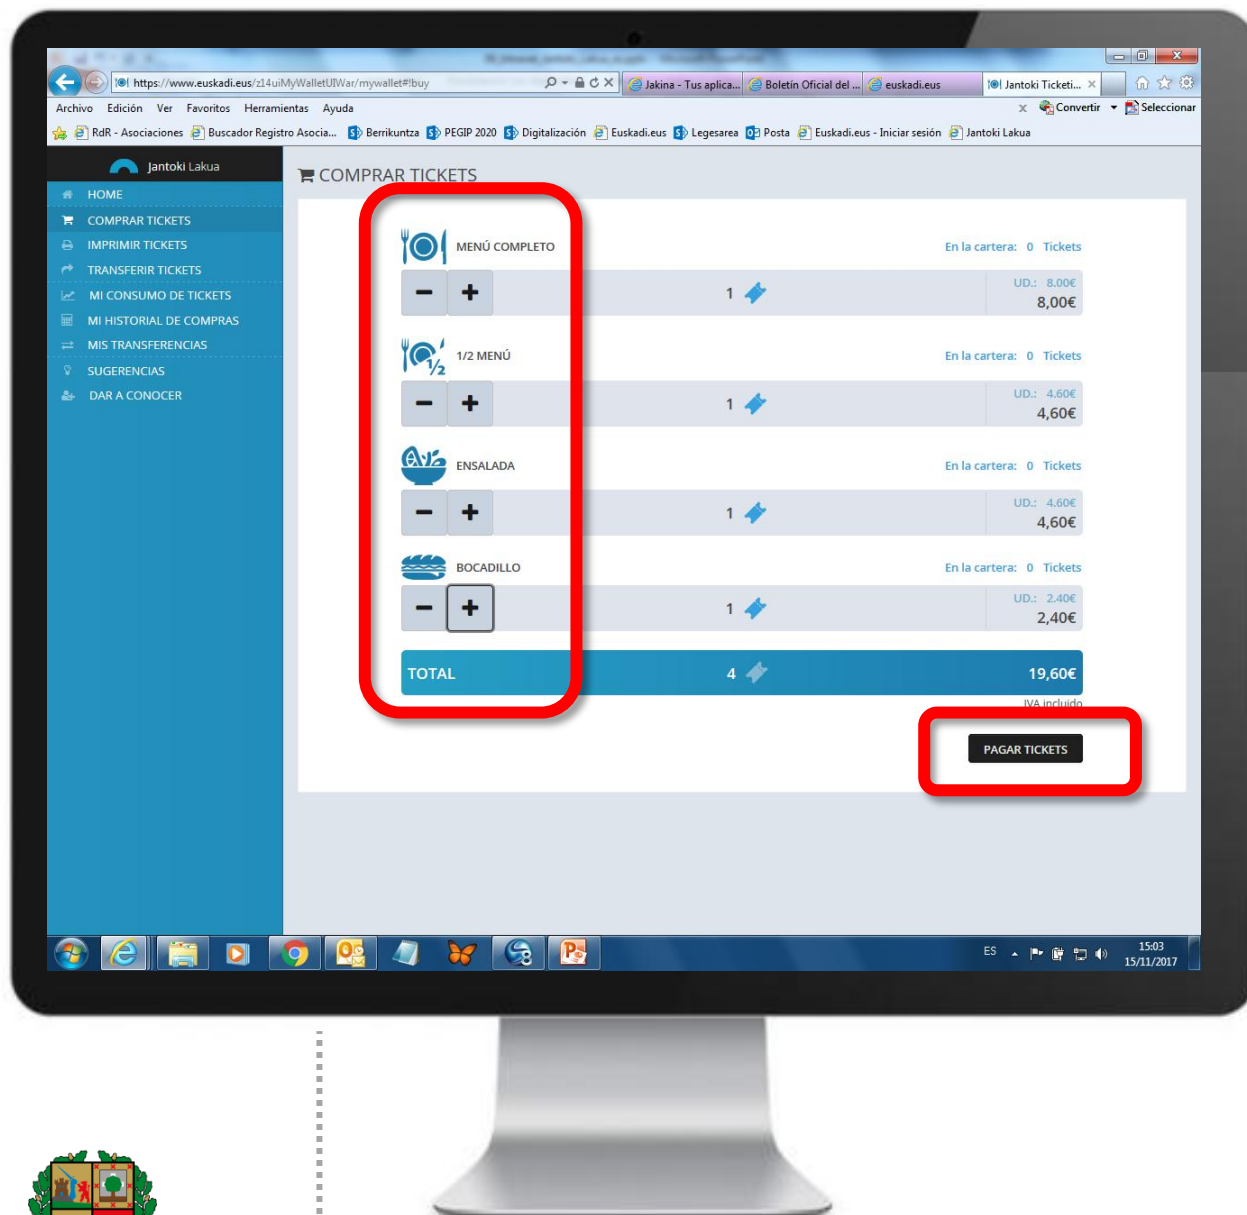 https://www.euskadi.eus/z14uiMyWalletUIWar/mywallet#!buy
Jakina - Tus aplica...
Boletín Oficial del ...
euskadi.eus
Jantoki Ticketi...
Archivo Edición Ver Favoritos Herramientas Ayuda
Convertir
Seleccionar
RdR - Asociaciones
Buscador Registro Asocia...
Berrikuntza
PEGIP 2020
Digitalización
Euskadi.eus
Legesarea
Posta
Euskadi.eus - Iniciar sesión
Jantoki Lakua
Jantoki Lakua
HOME
COMPRAR TICKETS
IMPRIMIR TICKETS
TRANSFERIR TICKETS
MI CONSUMO DE TICKETS
MI HISTORIAL DE COMPRAS
MIS TRANSFERENCIAS
SUGERENCIAS
DAR A CONOCER
COMPRAR TICKETS
MENÚ COMPLETO En la cartera: 0 Tickets
UD.: 8.00€
− + 1 8,00€
1/2
1/2 MENÚ En la cartera: 0 Tickets
UD.: 4.60€
− + 1 4,60€
ENSALADA En la cartera: 0 Tickets
UD.: 4.60€
− + 1 4,60€
BOCADILLO En la cartera: 0 Tickets
UD.: 2.40€
− + 1 2,40€
TOTAL 4 19,60€
IVA incluido
PAGAR TICKETS
ES 15:03
15/11/2017